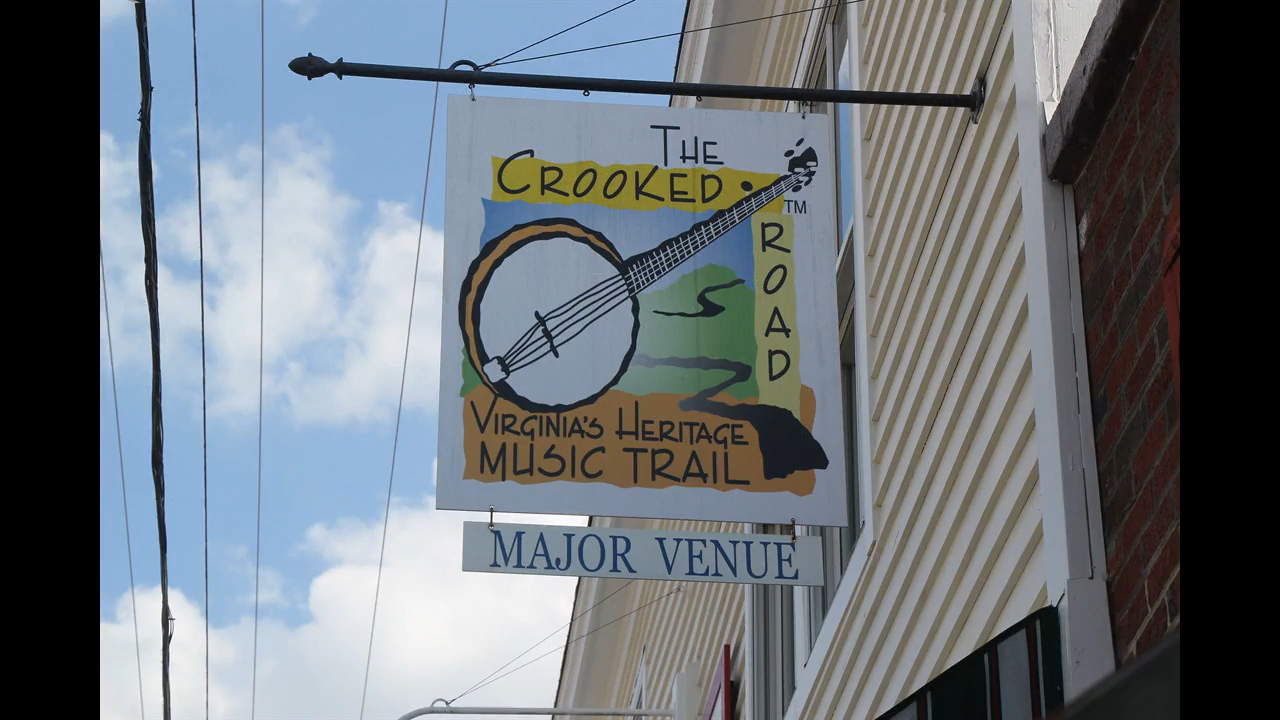 THE
CROOKED
ROAD
TM
VIRGINIA'S HERITAGE
MUSIC TRAIL
MAJOR VENUE